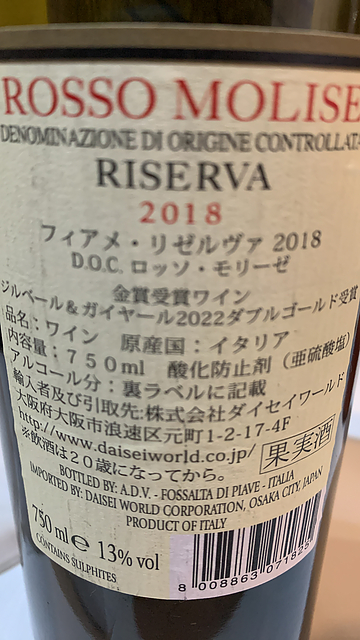 ROSSO MOLISE
DENOMINAZIONE DI ORIGINE CONTROLLATA
RISERVA
2018
フィアメ・リゼルヴァ 2018
D.O.C. ロッソ・モリーゼ
金賞受賞ワイン
ジルベール＆ガイヤール2022ダブルゴールド受賞
品名：ワイン 原産国：イタリア
内容量：７５０ml 酸化防止剤（亜硫酸塩）
アルコール分：裏ラベルに記載
輸入者及び引取先:株式会社ダイセイワールド
大阪府大阪市浪速区元町1-2-17-4F
http://www.daiseiworld.co.jp/ 果実酒
※飲酒は２０歳になってから。
BOTTLED BY: A.D.V. - FOSSALTA DI PIAVE - ITALIA
IMPORTED BY: DAISEI WORLD CORPORATION, OSAKA CITY, JAPAN
PRODUCT OF ITALY
750 ml e 13% vol
CONTAINS SULPHITES
8 008863